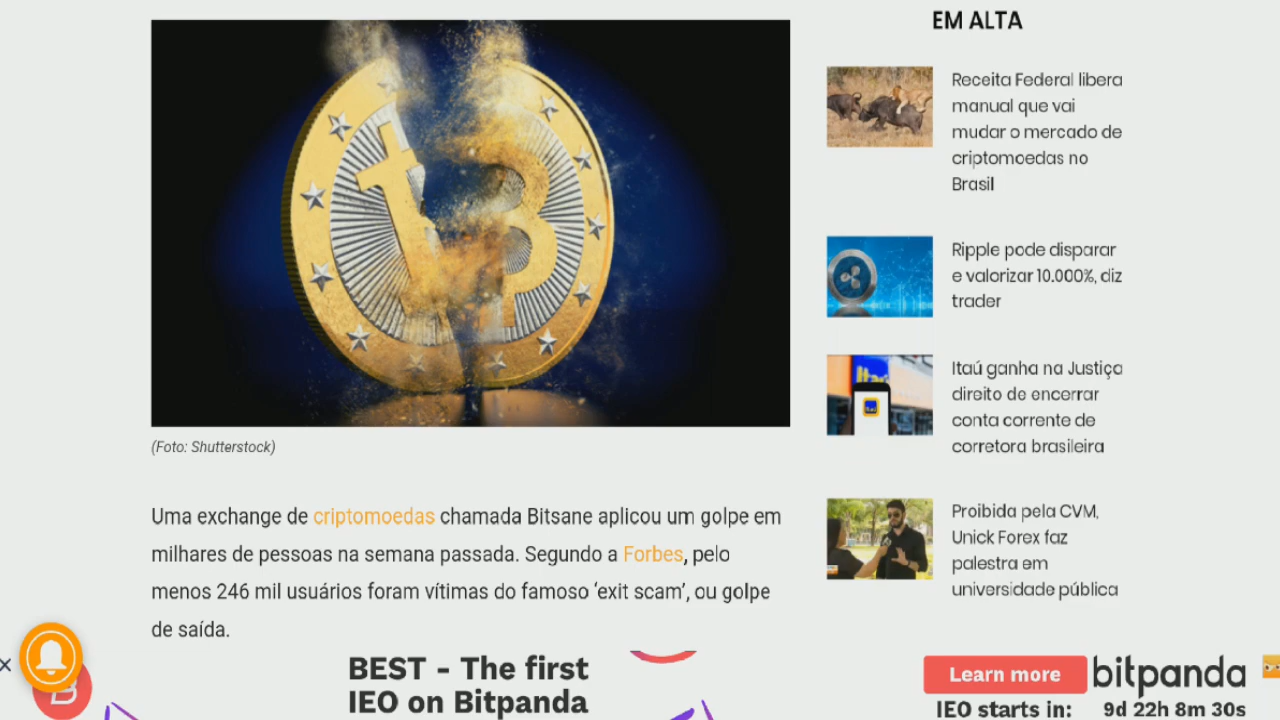 EM ALTA
Receita Federal libera
manual que vai
mudar o mercado de
criptomoedas no
Brasil
Ripple pode disparar
e valorizar 10.000%, diz
trader
Itaú
Itaú ganha na Justiça
direito de encerrar
conta corrente de
corretora brasileira
Proibida pela CVM,
Unick Forex faz
palestra em
universidade pública
(Foto: Shutterstock)
Uma exchange de criptomoedas chamada Bitsane aplicou um golpe em
milhares de pessoas na semana passada. Segundo a Forbes, pelo
menos 246 mil usuários foram vítimas do famoso ‘exit scam’, ou golpe
de saída.
BEST - The first
IEO on Bitpanda
Learn more
bitpanda
IEO starts in: 9d 22h 8m 30s